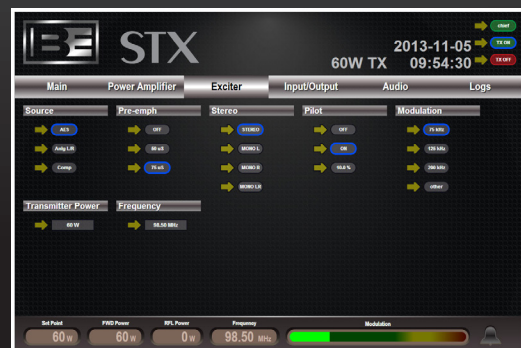 BE STX
chief
2013-11-05 TX ON
60W TX 09:54:30 TX OFF
Main Power Amplifier Exciter Input/Output Audio Logs
Source Pre-emph Stereo Pilot Modulation
AES OFF STEREO OFF 75 kHz
Anlg L/R 50 uS MONO L ON 120 kHz
Comp 75 uS MONO R 10.0 % 200 kHz
MONO LR other
Transmitter Power Frequency
60 W 98.50 MHz
Set Point FWD Power RFL Power Frequency Modulation
60 W 60 W 0 W 98.50 MHz